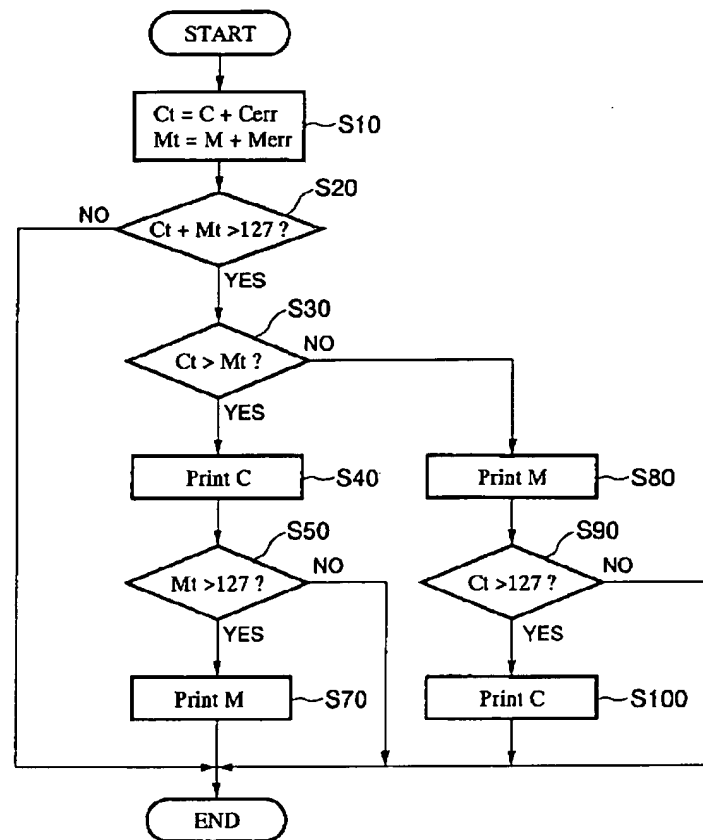 START
Ct = C + Cerr
Mt = M + Merr
S10
S20
NO
Ct + Mt >127 ?
YES
S30
NO
Ct > Mt ?
YES
Print C
S40
Print M
S80
S50
S90
Mt >127 ?
NO
Ct >127 ?
NO
YES
YES
Print M
S70
Print C
S100
END